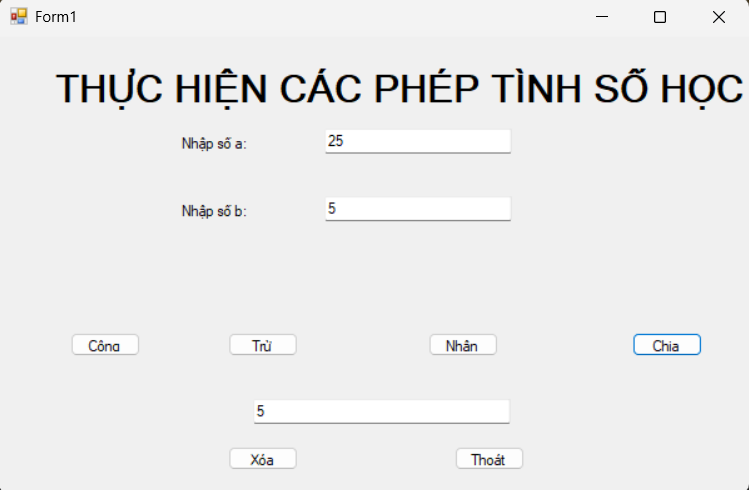 Form1
THỰC HIỆN CÁC PHÉP TÌNH SỐ HỌC
Nhập số a: 25
Nhập số b: 5
Công Trừ Nhân Chia
5
Xóa Thoát